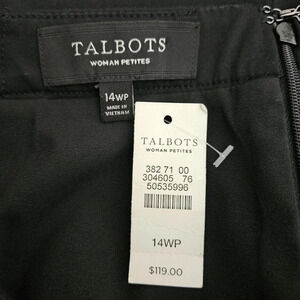 TALBOTS
WOMAN PETITES
14WP
MADE IN
VIETNAM
TALBOTS
WOMAN PETITES
382 71 00
304605 76
50535996
14WP
$119.00